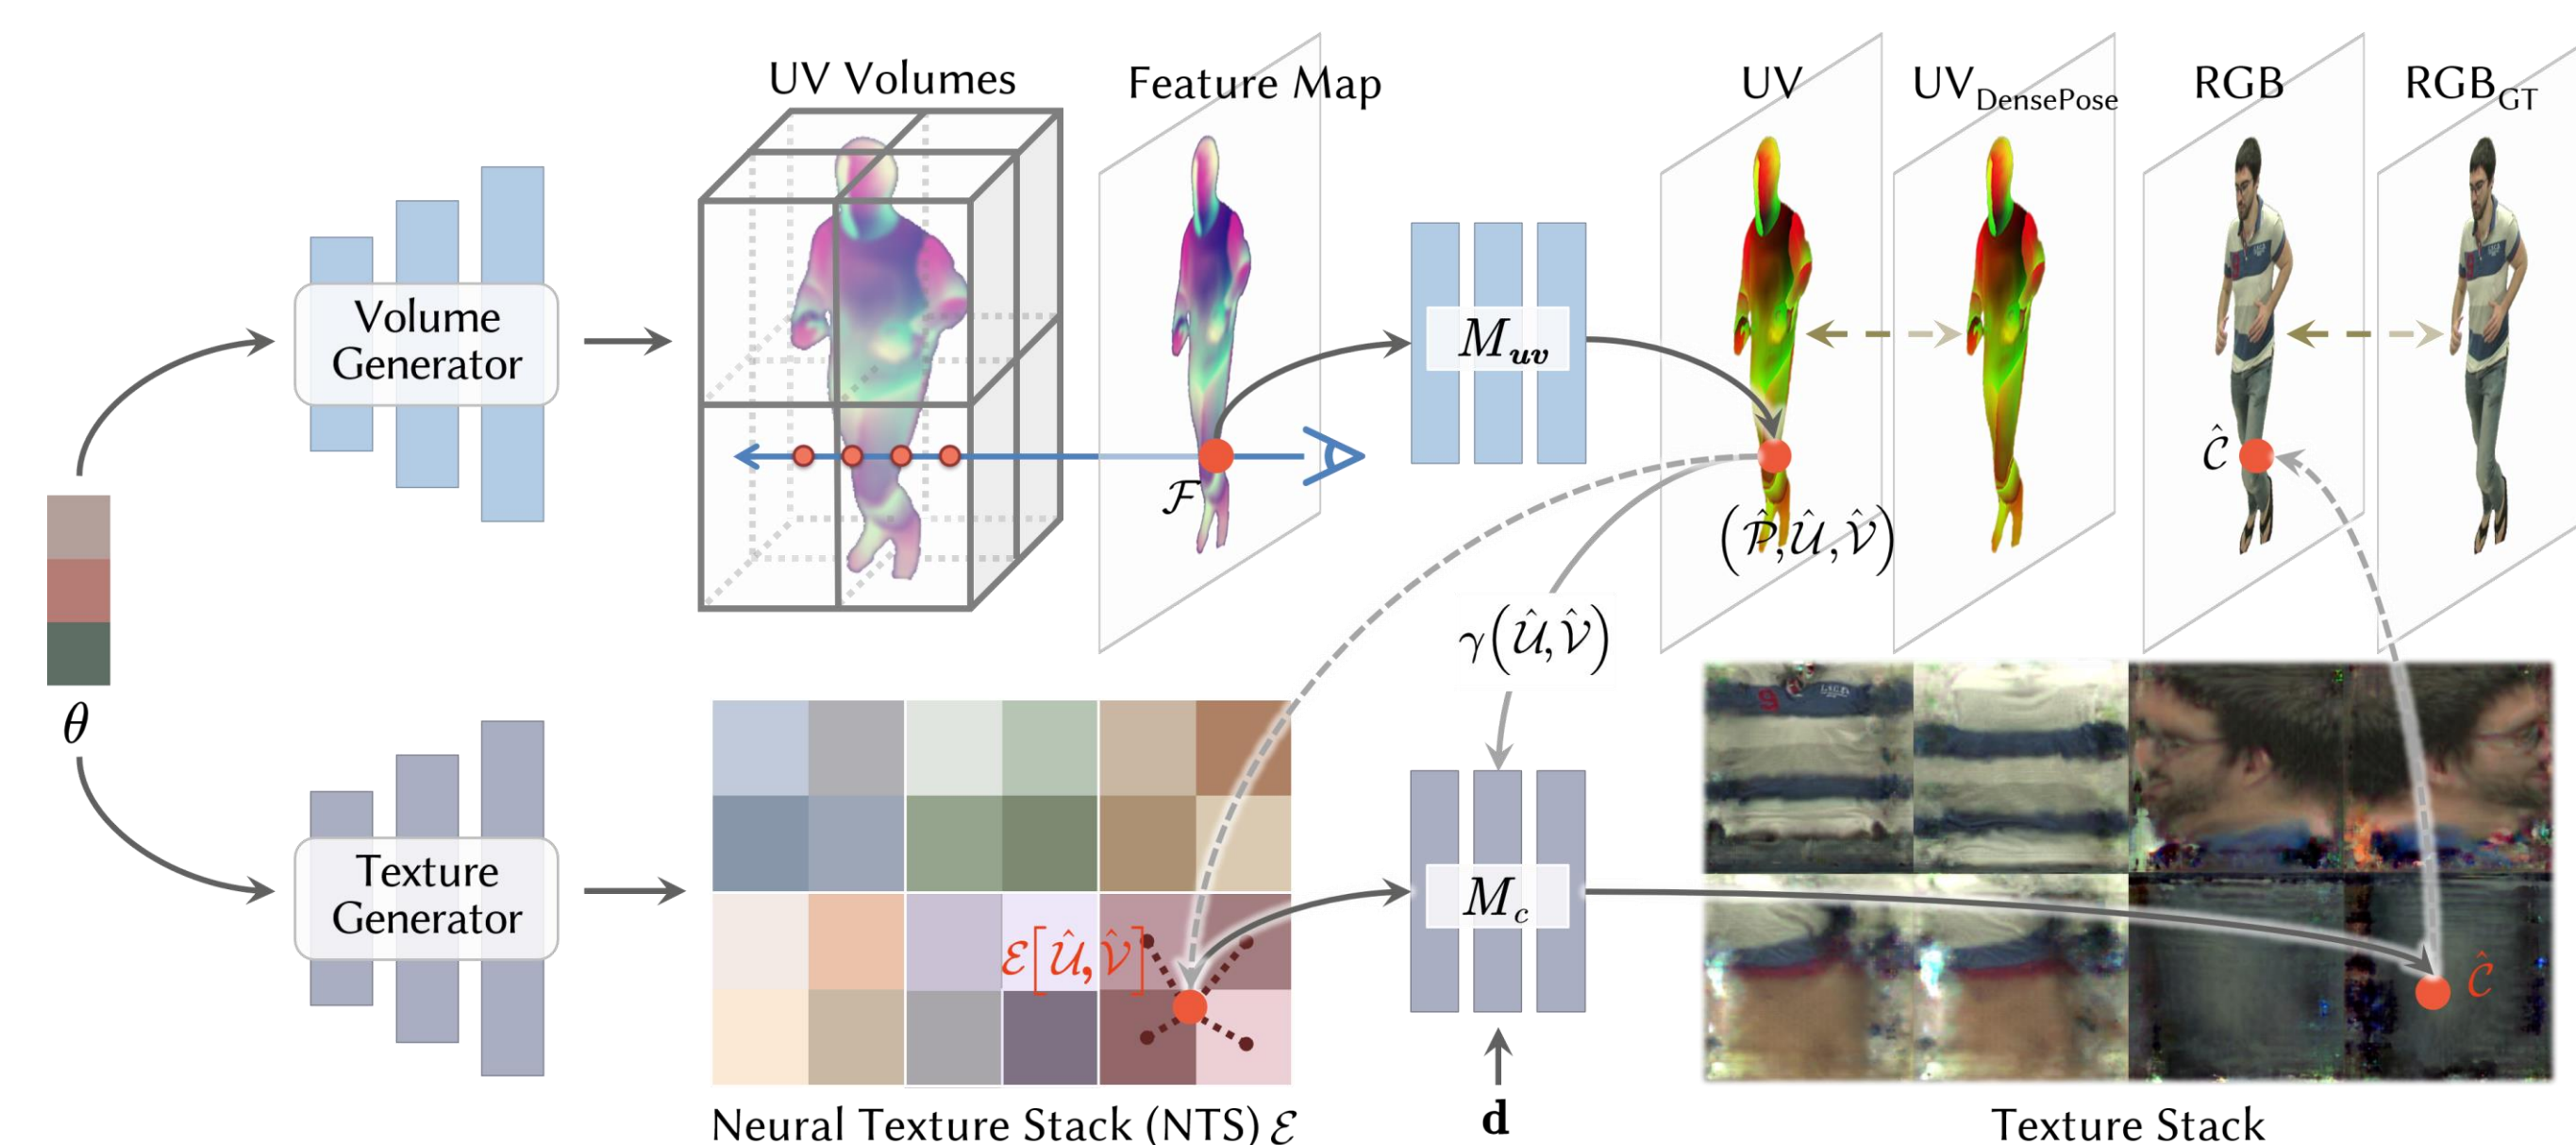 UV Volumes
Feature Map
UV
UV_DensePose
RGB
RGB_GT
Volume
Generator
M_uv
𝓕
(𝒫̂,𝒰̂,𝒱̂)
𝒞̂
θ
γ(𝒰̂,𝒱̂)
Texture
Generator
ℰ[𝒰̂,𝒱̂]
M_c
𝒞̂
d
Neural Texture Stack (NTS) ℰ
Texture Stack